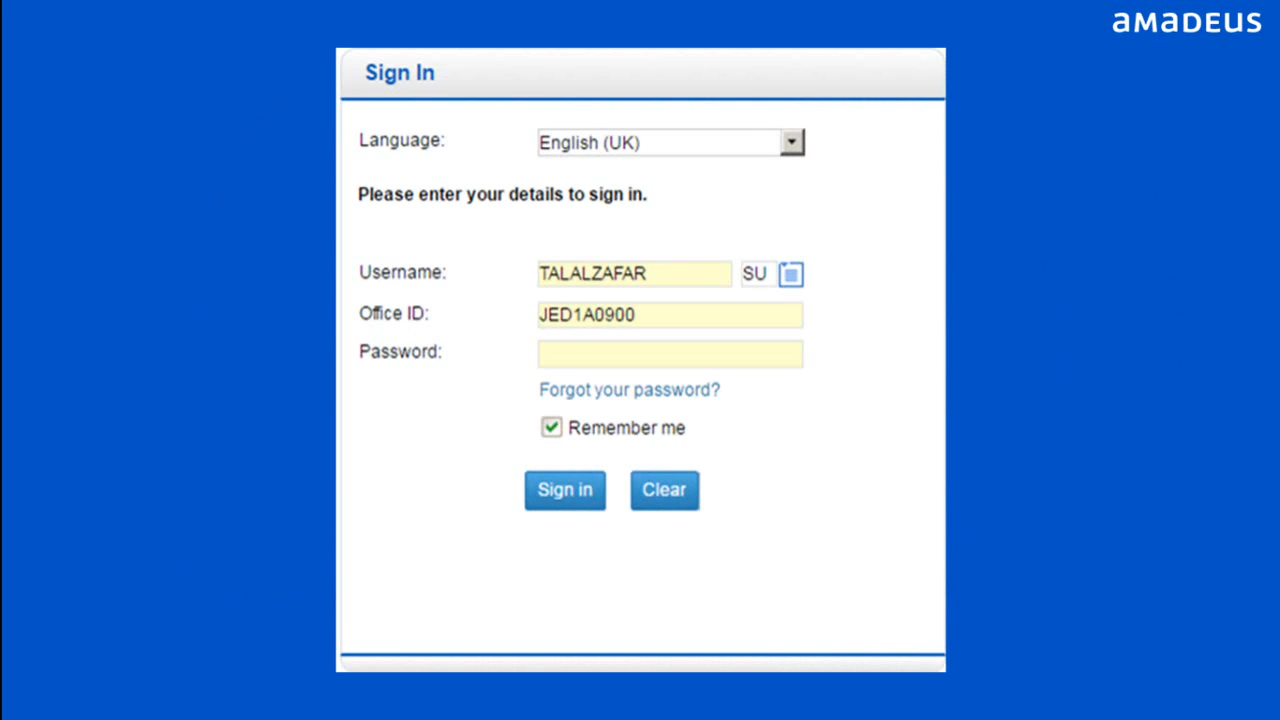 amadeus
Sign In
Language: English (UK)
Please enter your details to sign in.
Username: TALALZAFAR SU
Office ID: JED1A0900
Password:
Forgot your password?
Remember me
Sign in Clear